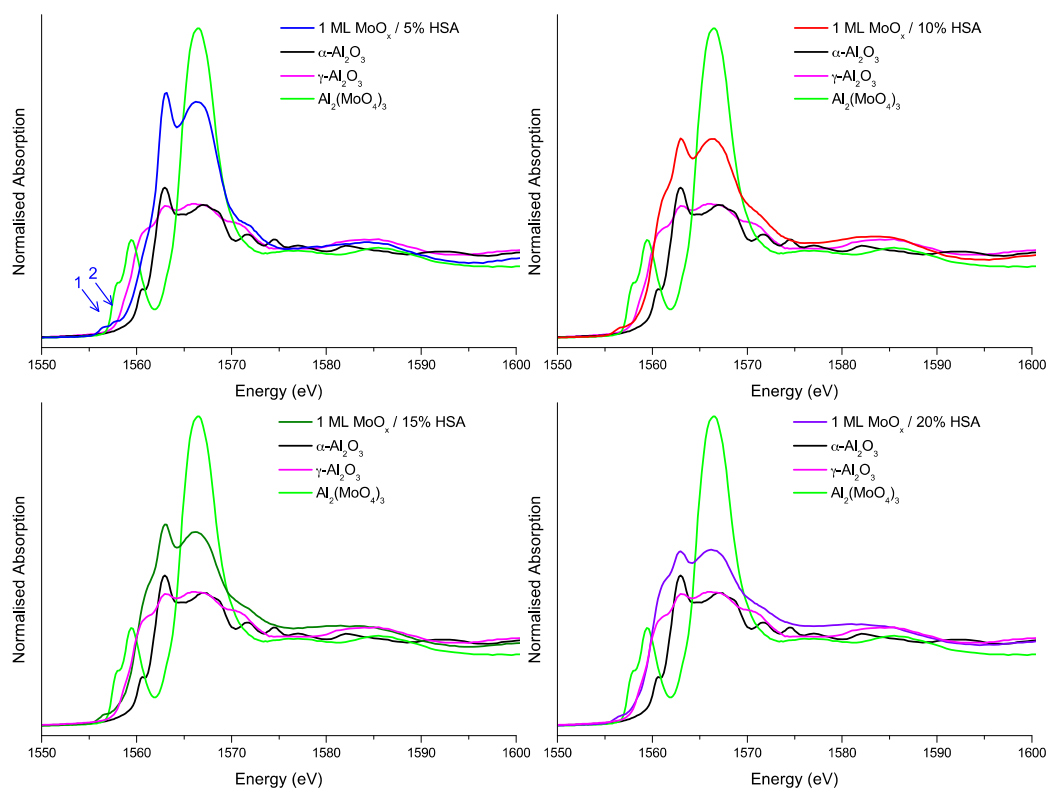 1 ML MoOₓ / 5% HSA
α-Al₂O₃
γ-Al₂O₃
Al₂(MoO₄)₃
1 2
Normalised Absorption
1550 1560 1570 1580 1590 1600
Energy (eV)
1 ML MoOₓ / 10% HSA
α-Al₂O₃
γ-Al₂O₃
Al₂(MoO₄)₃
Normalised Absorption
1550 1560 1570 1580 1590 1600
Energy (eV)
1 ML MoOₓ / 15% HSA
α-Al₂O₃
γ-Al₂O₃
Al₂(MoO₄)₃
Normalised Absorption
1550 1560 1570 1580 1590 1600
Energy (eV)
1 ML MoOₓ / 20% HSA
α-Al₂O₃
γ-Al₂O₃
Al₂(MoO₄)₃
Normalised Absorption
1550 1560 1570 1580 1590 1600
Energy (eV)